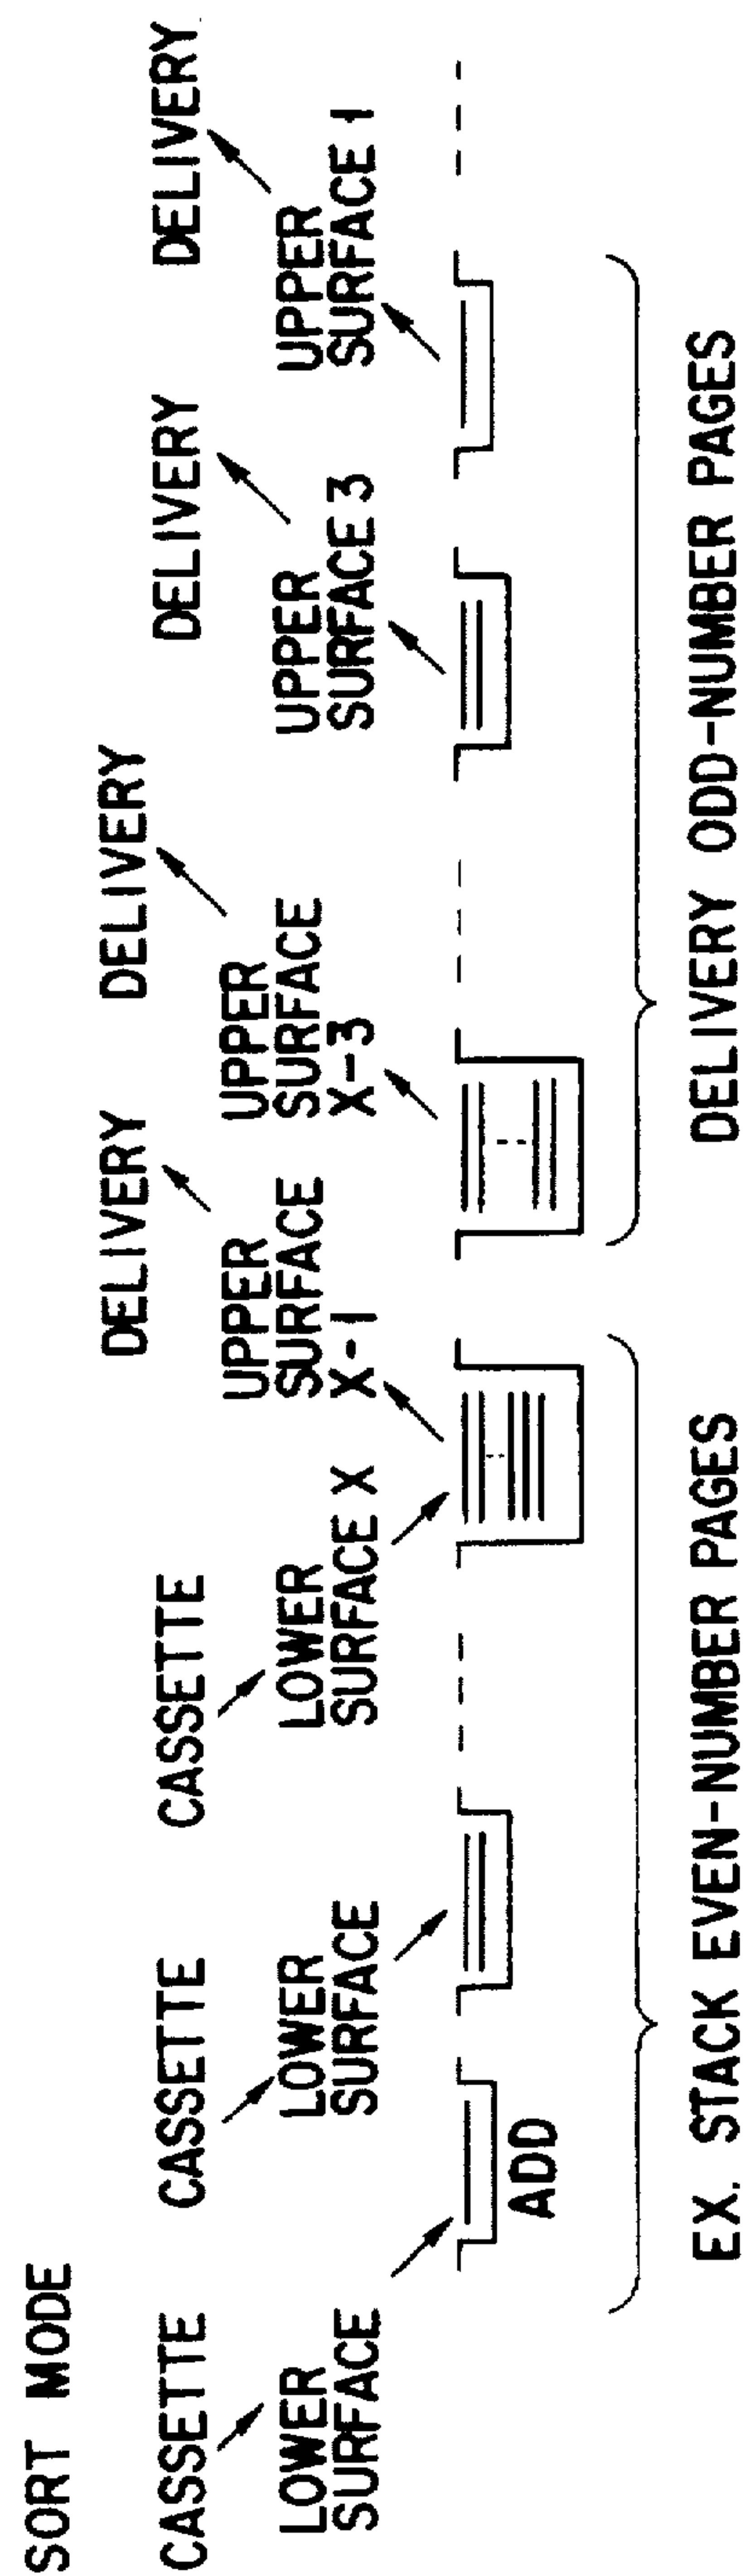 SORT MODE
CASSETTE
CASSETTE
CASSETTE
DELIVERY
DELIVERY
DELIVERY
DELIVERY
LOWER
SURFACE
LOWER
SURFACE
LOWER
SURFACE X
UPPER
SURFACE
X-1
UPPER
SURFACE
X-3
UPPER
SURFACE 3
UPPER
SURFACE 1
ADD
EX. STACK EVEN-NUMBER PAGES
DELIVERY ODD-NUMBER PAGES